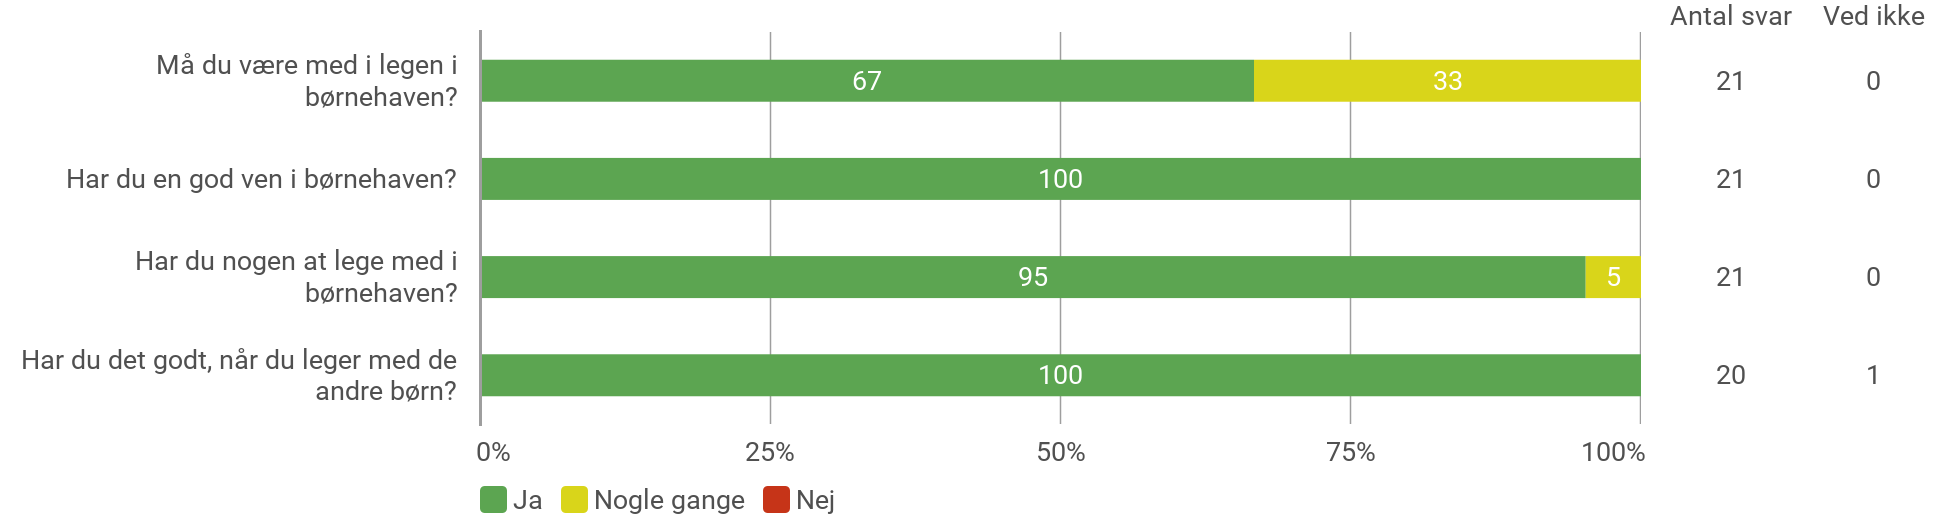 Antal svar Ved ikke
Må du være med i legen i
børnehaven?
67 33 21 0
Har du en god ven i børnehaven? 100 21 0
Har du nogen at lege med i
børnehaven?
95 5 21 0
Har du det godt, når du leger med de
andre børn?
100 20 1
0% 25% 50% 75% 100%
Ja Nogle gange Nej